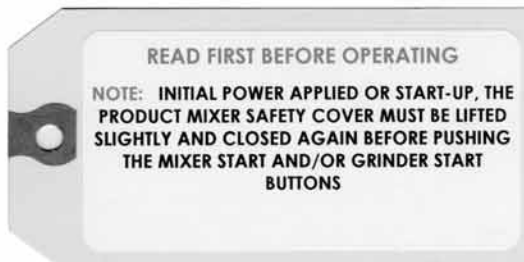 READ FIRST BEFORE OPERATING
NOTE: INITIAL POWER APPLIED OR START-UP, THE
PRODUCT MIXER SAFETY COVER MUST BE LIFTED
SLIGHTLY AND CLOSED AGAIN BEFORE PUSHING
THE MIXER START AND/OR GRINDER START
BUTTONS